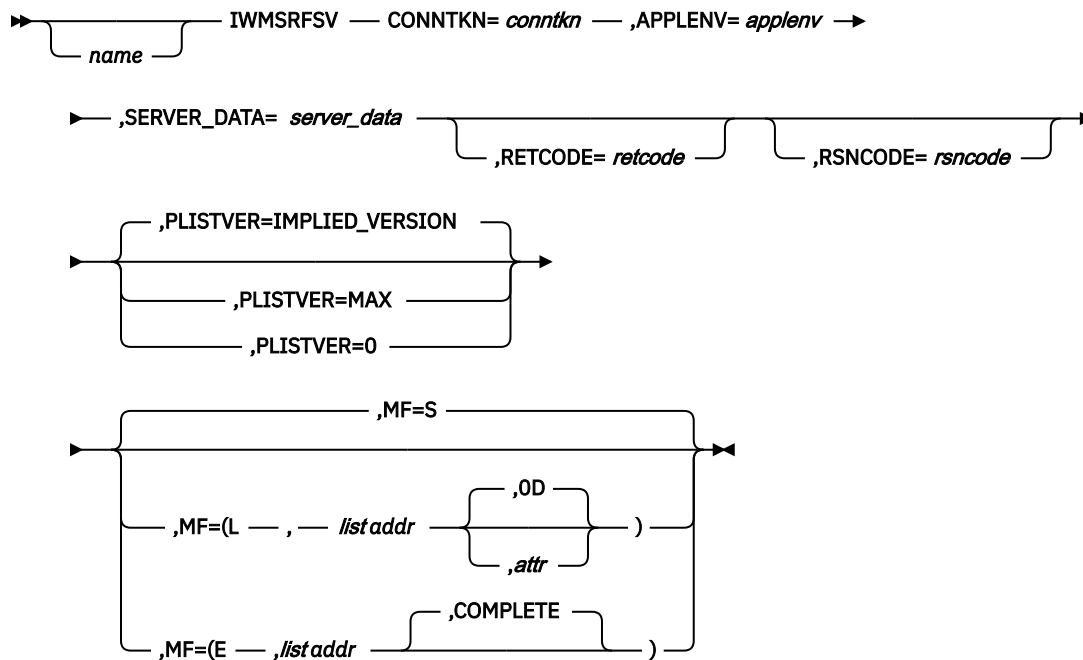 IWMSRFSV CONNTKN= conntkn ,APPLENV= applenv
name
,SERVER_DATA= server_data
,RETCODE= retcode ,RSNCODE= rsncode
,PLISTVER=IMPLIED_VERSION
,PLISTVER=MAX
,PLISTVER=0
,MF=S
,0D
,MF=(L , list addr )
,attr
,COMPLETE
,MF=(E ,list addr )